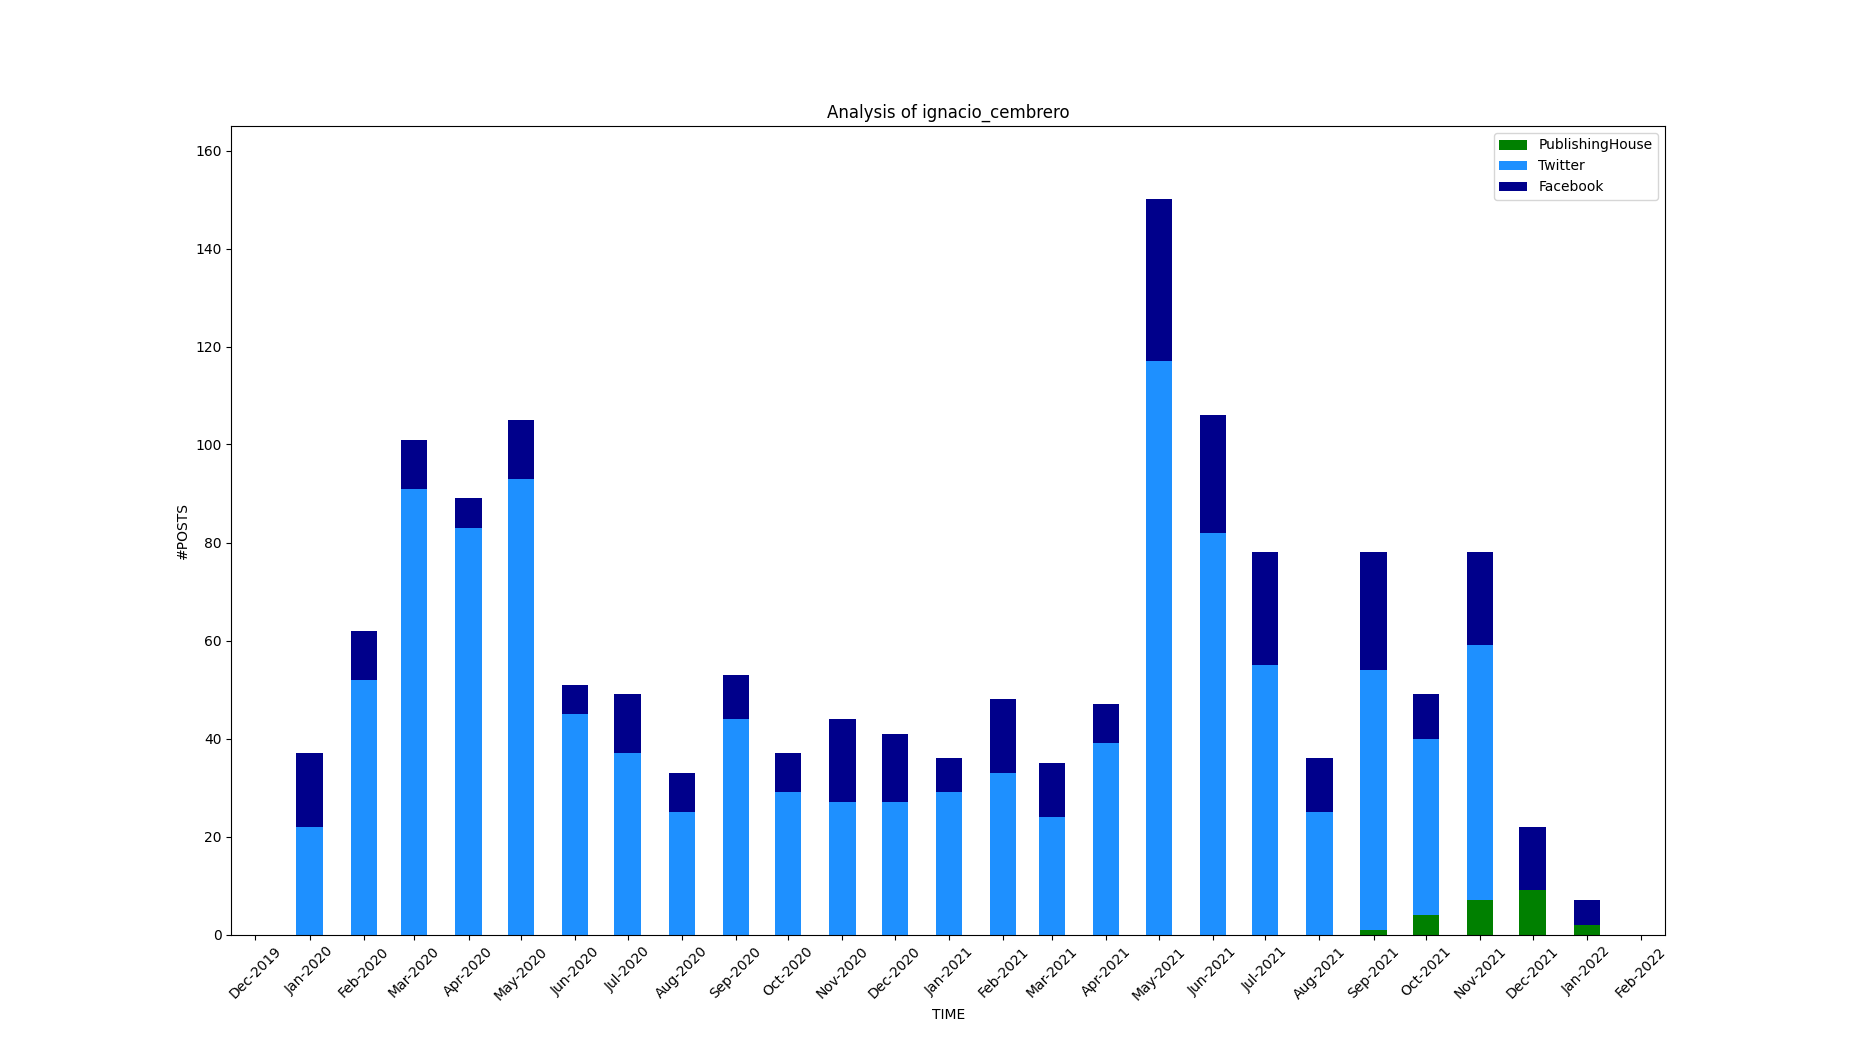 Analysis of ignacio_cembrero
PublishingHouse
Twitter
Facebook
160
140
120
100
80
60
40
20
0
#POSTS
Dec-2019
Jan-2020
Feb-2020
Mar-2020
Apr-2020
May-2020
Jun-2020
Jul-2020
Aug-2020
Sep-2020
Oct-2020
Nov-2020
Dec-2020
Jan-2021
Feb-2021
Mar-2021
Apr-2021
May-2021
Jun-2021
Jul-2021
Aug-2021
Sep-2021
Oct-2021
Nov-2021
Dec-2021
Jan-2022
Feb-2022
TIME